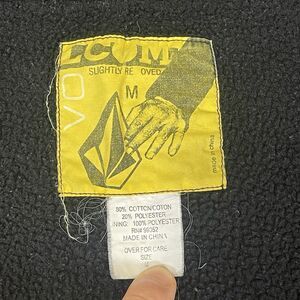 VO
LCOM
SLIGHTLY RE OVED
M
made in china
80% COTTON/COTON
20% POLYESTER
NING: 100% POLYESTER
RN# 99382
MADE IN CHINA
OVER FOR CARE
SIZE